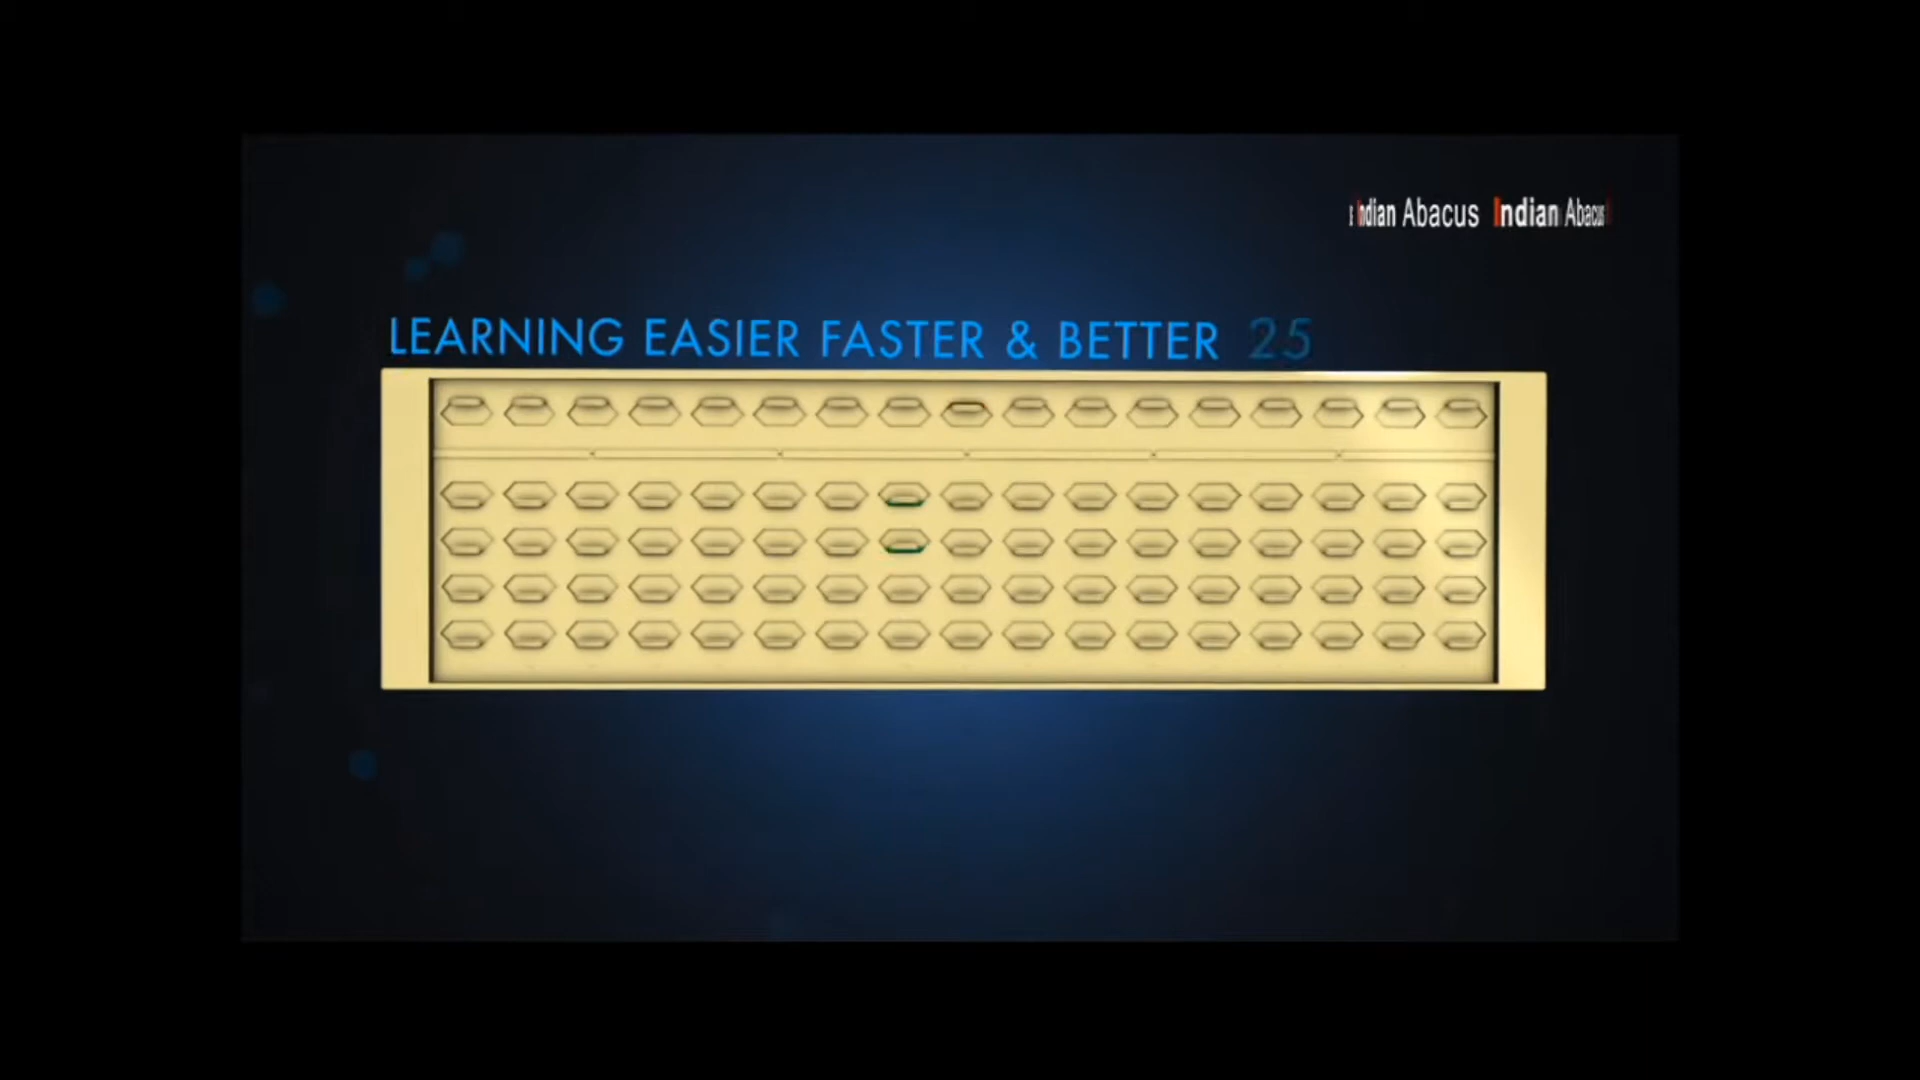 Indian Abacus Indian Abacus
LEARNING EASIER FASTER & BETTER 25